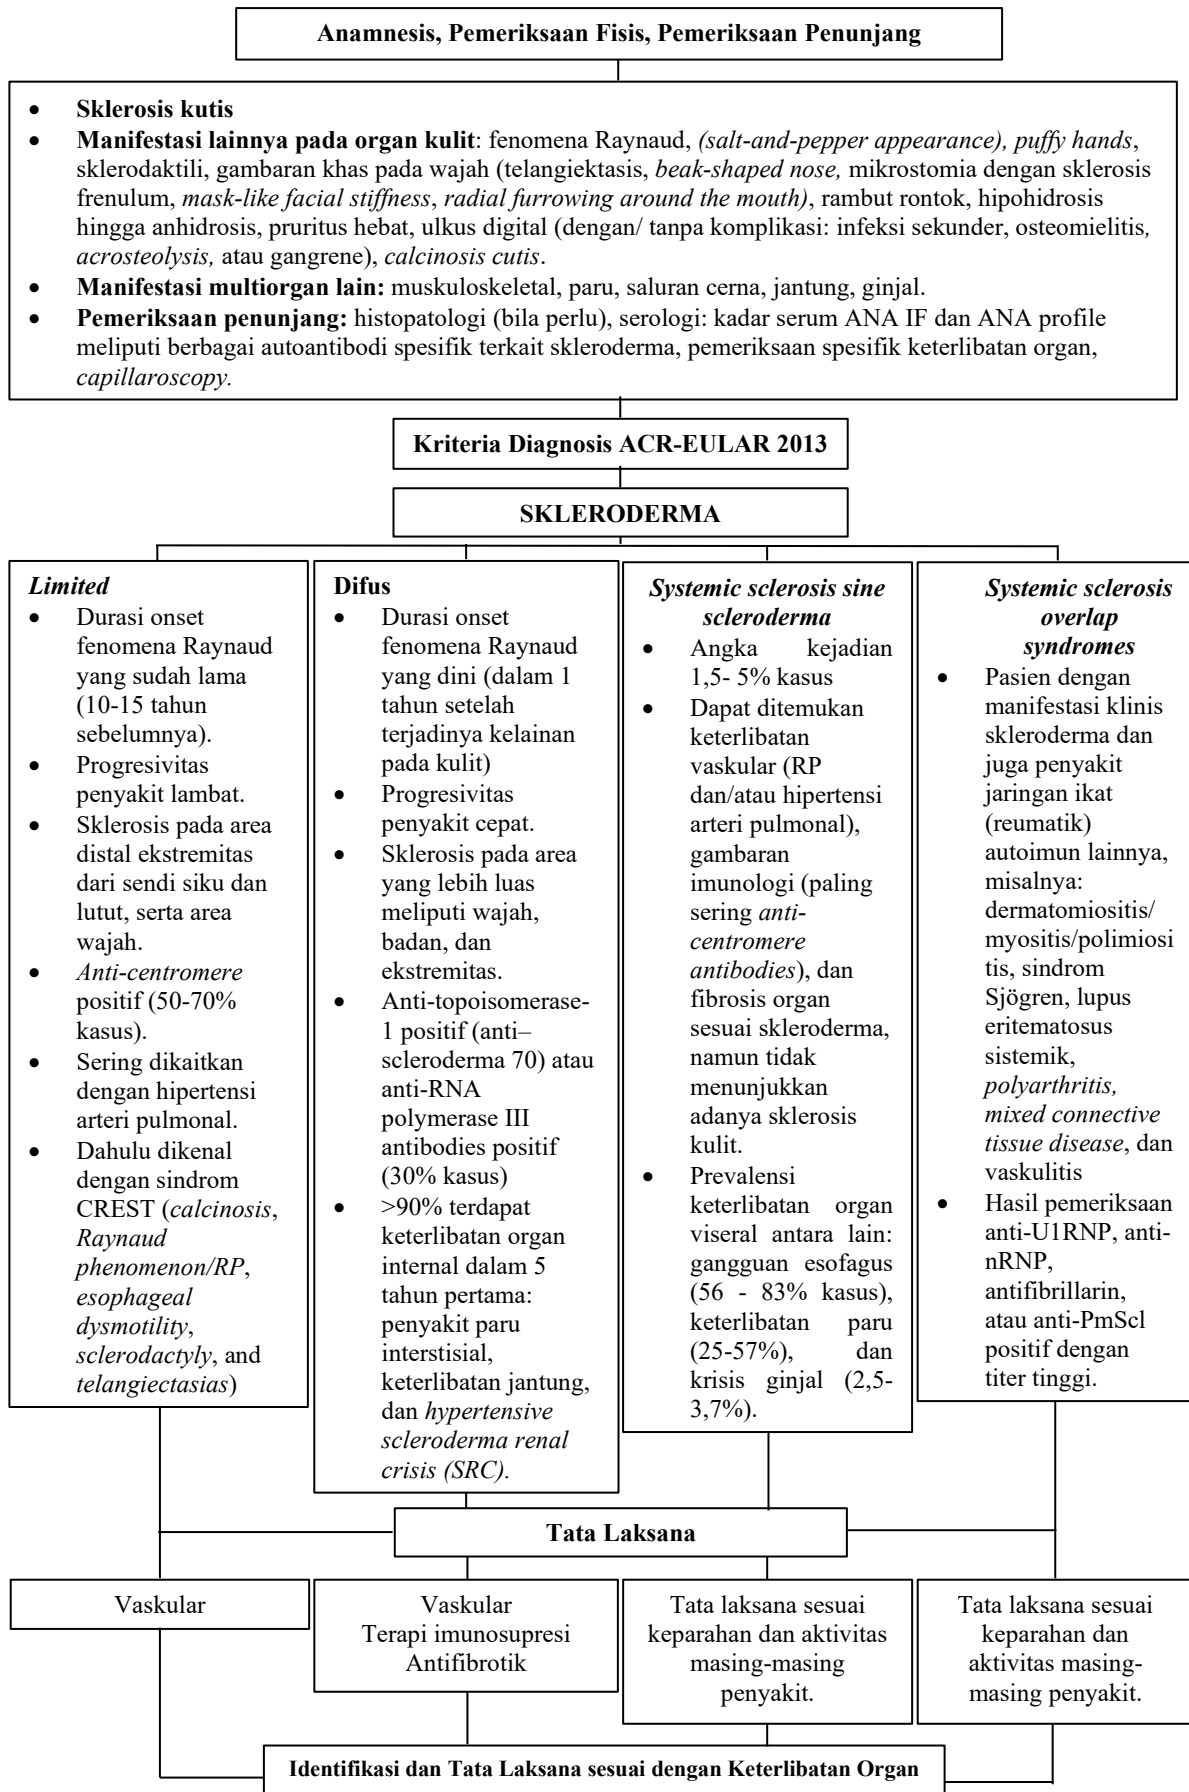 Anamnesis, Pemeriksaan Fisis, Pemeriksaan Penunjang
• Sklerosis kutis
• Manifestasi lainnya pada organ kulit: fenomena Raynaud, (salt-and-pepper appearance), puffy hands,
sklerodaktili, gambaran khas pada wajah (telangiektasis, beak-shaped nose, mikrostomia dengan sklerosis
frenulum, mask-like facial stiffness, radial furrowing around the mouth), rambut rontok, hipohidrosis
hingga anhidrosis, pruritus hebat, ulkus digital (dengan/ tanpa komplikasi: infeksi sekunder, osteomielitis,
acrosteolysis, atau gangrene), calcinosis cutis.
• Manifestasi multiorgan lain: muskuloskeletal, paru, saluran cerna, jantung, ginjal.
• Pemeriksaan penunjang: histopatologi (bila perlu), serologi: kadar serum ANA IF dan ANA profile
meliputi berbagai autoantibodi spesifik terkait skleroderma, pemeriksaan spesifik keterlibatan organ,
capillaroscopy.
Kriteria Diagnosis ACR-EULAR 2013
SKLERODERMA
Limited
• Durasi onset
fenomena Raynaud
yang sudah lama
(10-15 tahun
sebelumnya).
• Progresivitas
penyakit lambat.
• Sklerosis pada area
distal ekstremitas
dari sendi siku dan
lutut, serta area
wajah.
• Anti-centromere
positif (50-70%
kasus).
• Sering dikaitkan
dengan hipertensi
arteri pulmonal.
• Dahulu dikenal
dengan sindrom
CREST (calcinosis,
Raynaud
phenomenon/RP,
esophageal
dysmotility,
sclerodactyly, and
telangiectasias)
Difus
• Durasi onset
fenomena Raynaud
yang dini (dalam 1
tahun setelah
terjadinya kelainan
pada kulit)
• Progresivitas
penyakit cepat.
• Sklerosis pada area
yang lebih luas
meliputi wajah,
badan, dan
ekstremitas.
• Anti-topoisomerase-
1 positif (anti–
scleroderma 70) atau
anti-RNA
polymerase III
antibodies positif
(30% kasus)
• >90% terdapat
keterlibatan organ
internal dalam 5
tahun pertama:
penyakit paru
interstisial,
keterlibatan jantung,
dan hypertensive
scleroderma renal
crisis (SRC).
Systemic sclerosis sine
scleroderma
• Angka kejadian
1,5- 5% kasus
• Dapat ditemukan
keterlibatan
vaskular (RP
dan/atau hipertensi
arteri pulmonal),
gambaran
imunologi (paling
sering anti-
centromere
antibodies), dan
fibrosis organ
sesuai skleroderma,
namun tidak
menunjukkan
adanya sklerosis
kulit.
• Prevalensi
keterlibatan organ
viseral antara lain:
gangguan esofagus
(56 - 83% kasus),
keterlibatan paru
(25-57%), dan
krisis ginjal (2,5-
3,7%).
Systemic sclerosis
overlap
syndromes
• Pasien dengan
manifestasi klinis
skleroderma dan
juga penyakit
jaringan ikat
(reumatik)
autoimun lainnya,
misalnya:
dermatomiositis/
myositis/polimiosi
tis, sindrom
Sjögren, lupus
eritematosus
sistemik,
polyarthritis,
mixed connective
tissue disease, dan
vaskulitis
• Hasil pemeriksaan
anti-U1RNP, anti-
nRNP,
antifibrillarin,
atau anti-PmScl
positif dengan
titer tinggi.
Tata Laksana
Vaskular
Vaskular
Terapi imunosupresi
Antifibrotik
Tata laksana sesuai
keparahan dan aktivitas
masing-masing
penyakit.
Tata laksana sesuai
keparahan dan
aktivitas masing-
masing penyakit.
Identifikasi dan Tata Laksana sesuai dengan Keterlibatan Organ